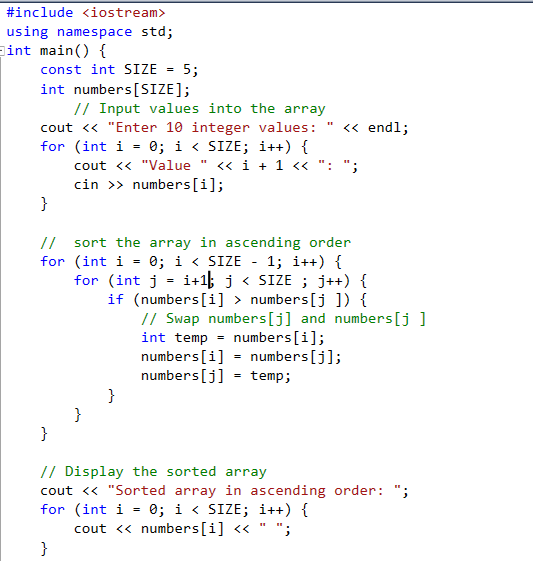 #include <iostream>
using namespace std;
int main() {
    const int SIZE = 5;
    int numbers[SIZE];
        // Input values into the array
    cout << "Enter 10 integer values: " << endl;
    for (int i = 0; i < SIZE; i++) {
        cout << "Value " << i + 1 << ": ";
        cin >> numbers[i];
    }

    //  sort the array in ascending order
    for (int i = 0; i < SIZE - 1; i++) {
        for (int j = i+1; j < SIZE ; j++) {
            if (numbers[i] > numbers[j ]) {
                // Swap numbers[j] and numbers[j ]
                int temp = numbers[i];
                numbers[i] = numbers[j];
                numbers[j] = temp;
            }
        }
    }

    // Display the sorted array
    cout << "Sorted array in ascending order: ";
    for (int i = 0; i < SIZE; i++) {
        cout << numbers[i] << " ";
    }